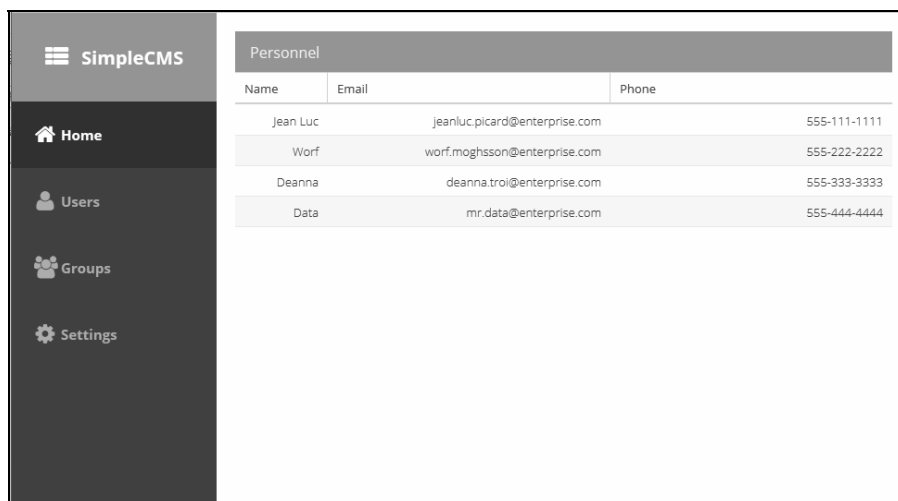 SimpleCMS
Home
Users
Groups
Settings
Personnel
Name Email Phone
Jean Luc jeanluc.picard@enterprise.com 555-111-1111
Worf worf.moghsson@enterprise.com 555-222-2222
Deanna deanna.troi@enterprise.com 555-333-3333
Data mr.data@enterprise.com 555-444-4444